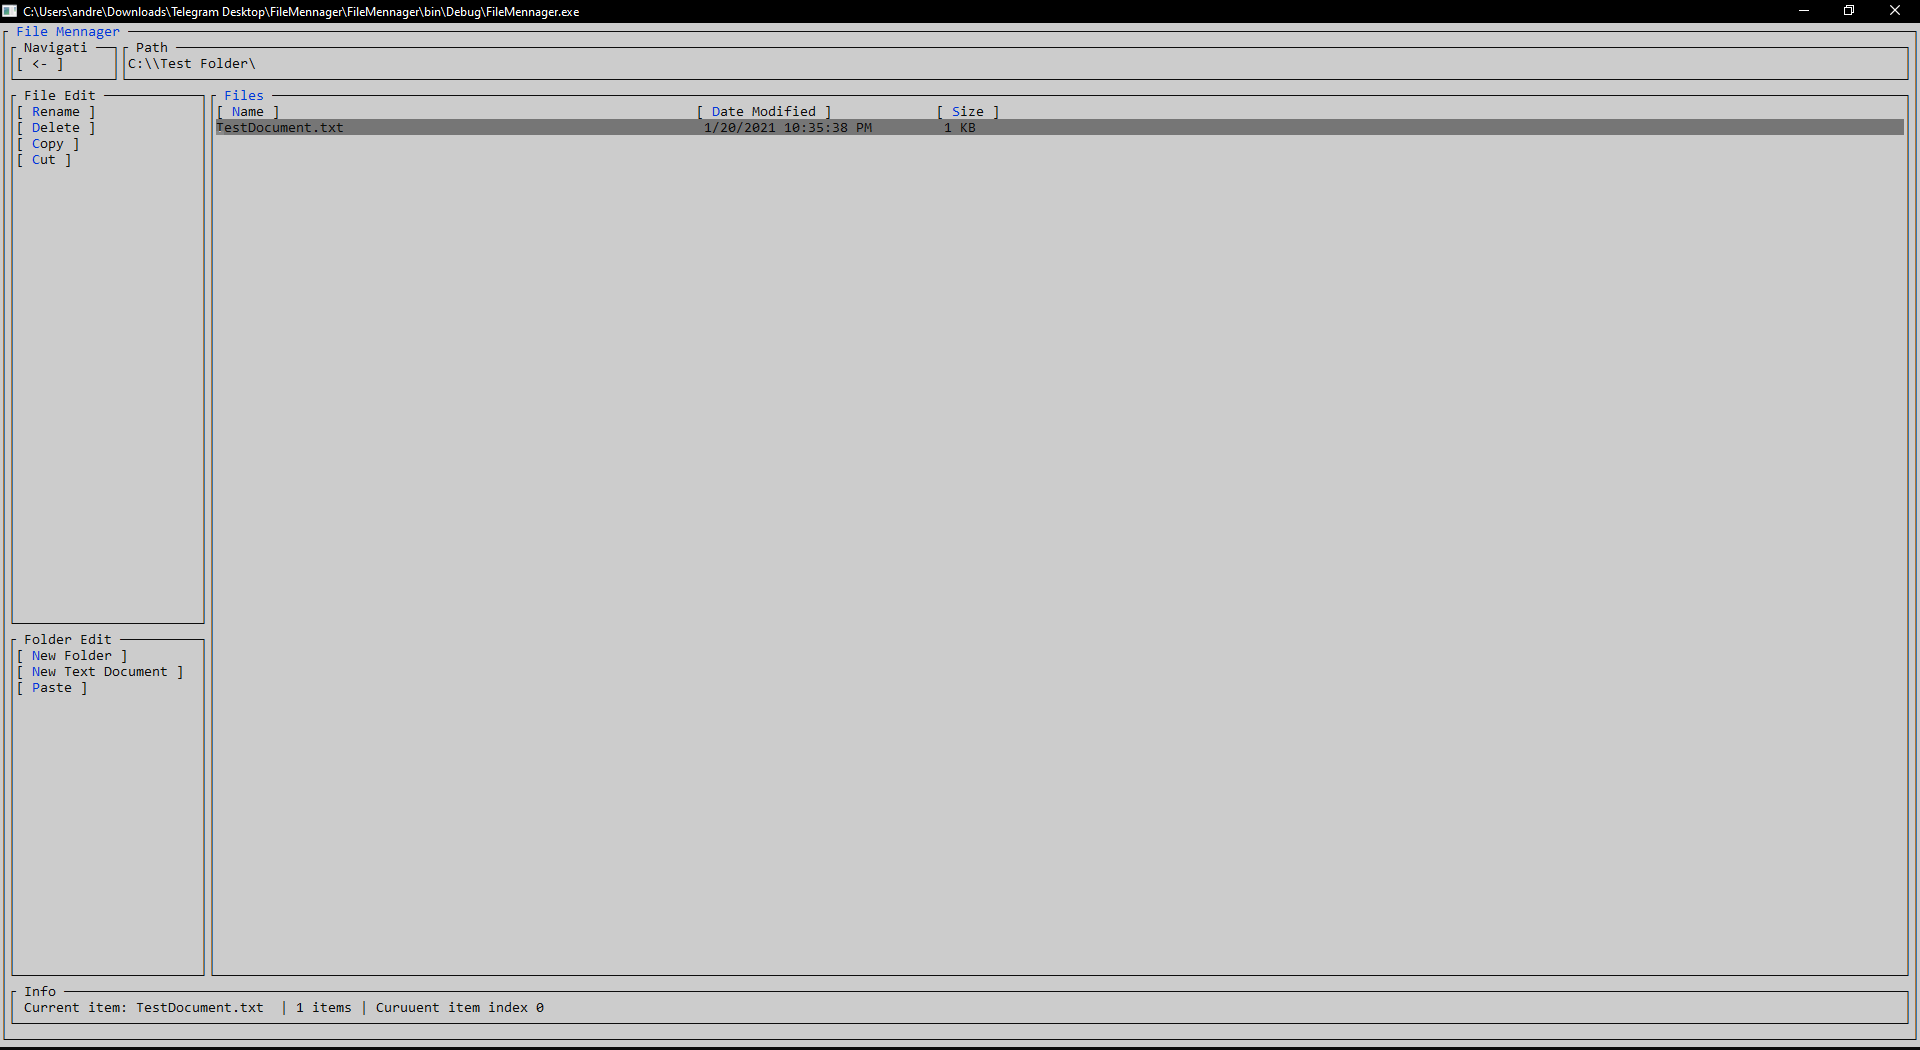 C:\Users\andre\Downloads\Telegram Desktop\FileMennager\FileMennager\bin\Debug\FileMennager.exe
File Mennager
Navigati
Path
[ <- ]
C:\\Test Folder\
File Edit
[ Rename ]
[ Delete ]
[ Copy ]
[ Cut ]
Files
[ Name ] [ Date Modified ] [ Size ]
TestDocument.txt 1/20/2021 10:35:38 PM 1 KB
Folder Edit
[ New Folder ]
[ New Text Document ]
[ Paste ]
Info
Current item: TestDocument.txt | 1 items | Curuuent item index 0